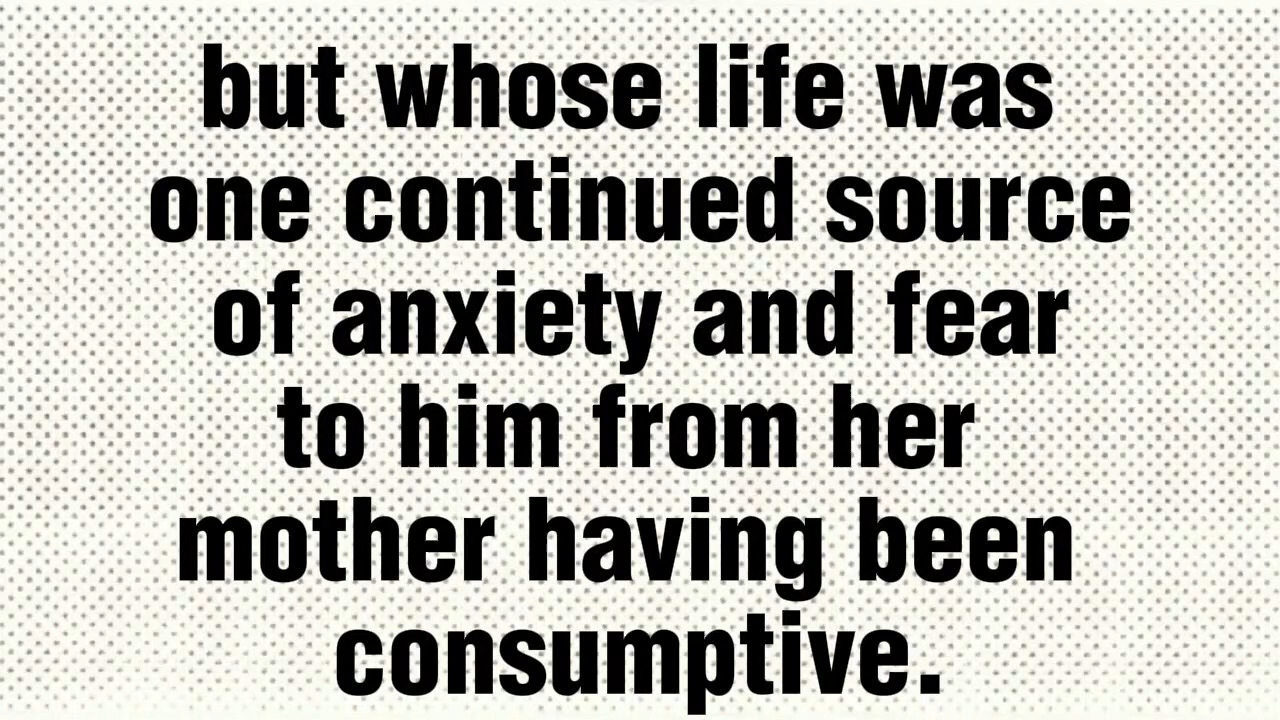 but whose life was
one continued source
of anxiety and fear
to him from her
mother having been
consumptive.